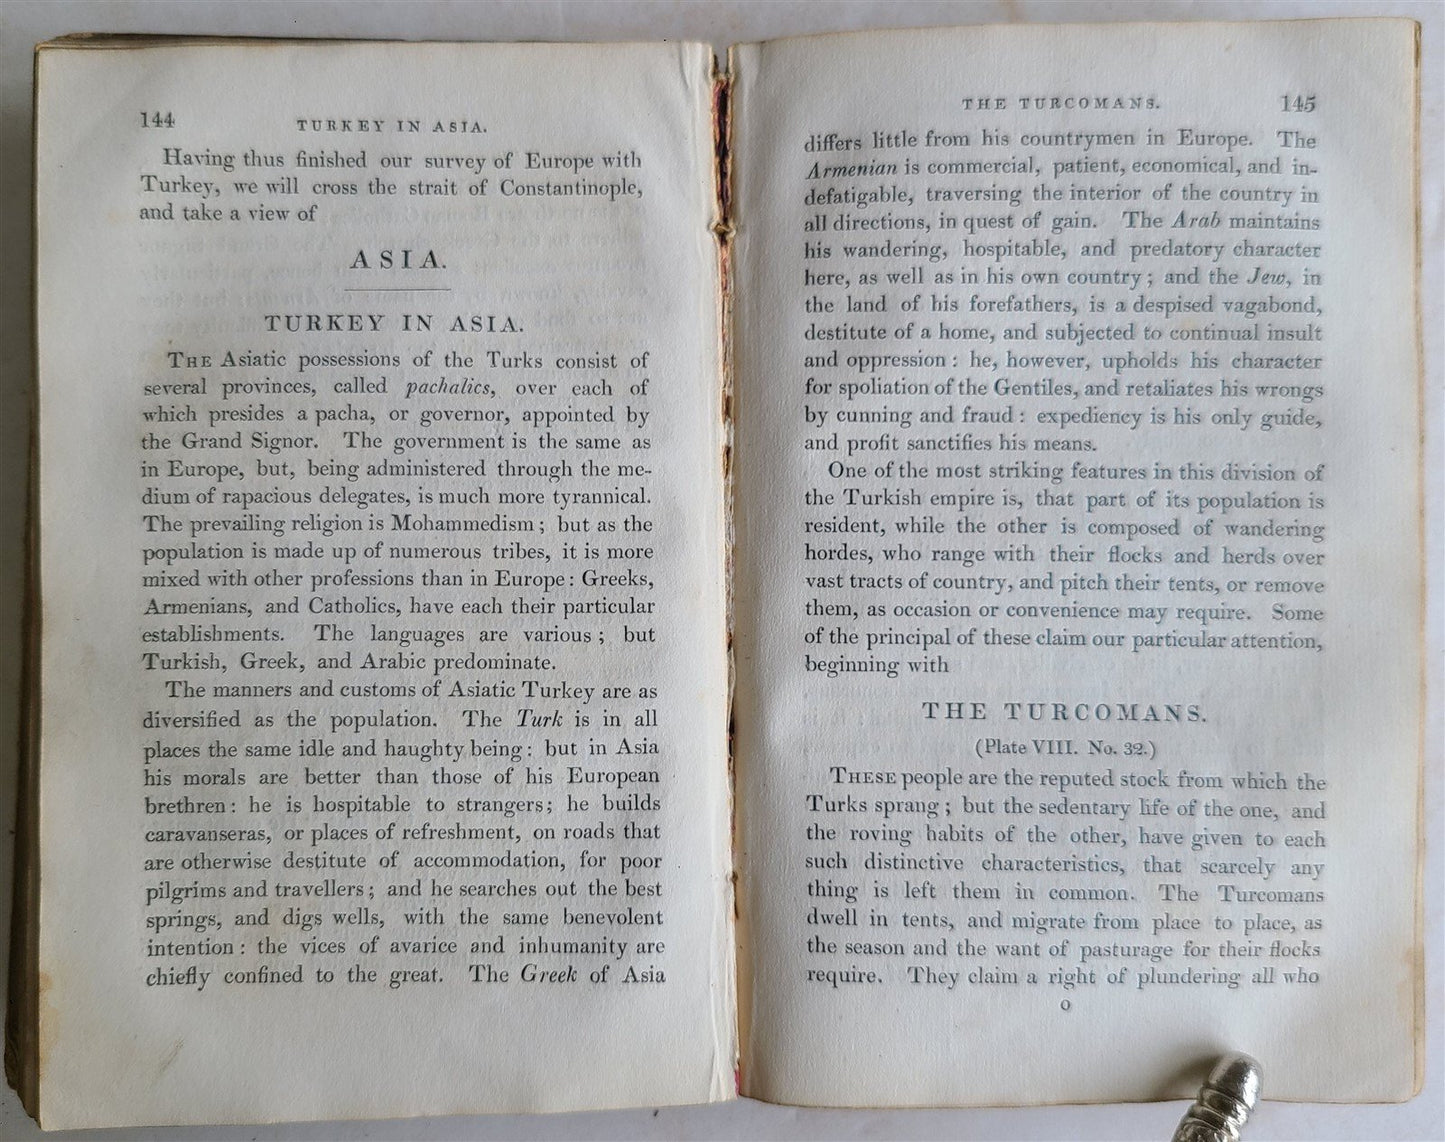 144
TURKEY IN ASIA.
Having thus finished our survey of Europe with
Turkey, we will cross the strait of Constantinople,
and take a view of
ASIA.
TURKEY IN ASIA.
THE Asiatic possessions of the Turks consist of
several provinces, called pachalics, over each of
which presides a pacha, or governor, appointed by
the Grand Signor. The government is the same as
in Europe, but, being administered through the me-
dium of rapacious delegates, is much more tyrannical.
The prevailing religion is Mohammedism; but as the
population is made up of numerous tribes, it is more
mixed with other professions than in Europe: Greeks,
Armenians, and Catholics, have each their particular
establishments. The languages are various; but
Turkish, Greek, and Arabic predominate.
The manners and customs of Asiatic Turkey are as
diversified as the population. The Turk is in all
places the same idle and haughty being: but in Asia
his morals are better than those of his European
brethren: he is hospitable to strangers; he builds
caravanseras, or places of refreshment, on roads that
are otherwise destitute of accommodation, for poor
pilgrims and travellers; and he searches out the best
springs, and digs wells, with the same benevolent
intention: the vices of avarice and inhumanity are
chiefly confined to the great. The Greek of Asia
THE TURCOMANS.
145
differs little from his countrymen in Europe. The
Armenian is commercial, patient, economical, and in-
defatigable, traversing the interior of the country in
all directions, in quest of gain. The Arab maintains
his wandering, hospitable, and predatory character
here, as well as in his own country; and the Jew, in
the land of his forefathers, is a despised vagabond,
destitute of a home, and subjected to continual insult
and oppression: he, however, upholds his character
for spoliation of the Gentiles, and retaliates his wrongs
by cunning and fraud: expediency is his only guide,
and profit sanctifies his means.
One of the most striking features in this division of
the Turkish empire is, that part of its population is
resident, while the other is composed of wandering
hordes, who range with their flocks and herds over
vast tracts of country, and pitch their tents, or remove
them, as occasion or convenience may require. Some
of the principal of these claim our particular attention,
beginning with
THE TURCOMANS.
(Plate VIII. No. 32.)
THESE people are the reputed stock from which the
Turks sprang; but the sedentary life of the one, and
the roving habits of the other, have given to each
such distinctive characteristics, that scarcely any
thing is left them in common. The Turcomans
dwell in tents, and migrate from place to place, as
the season and the want of pasturage for their flocks
require. They claim a right of plundering all who
O